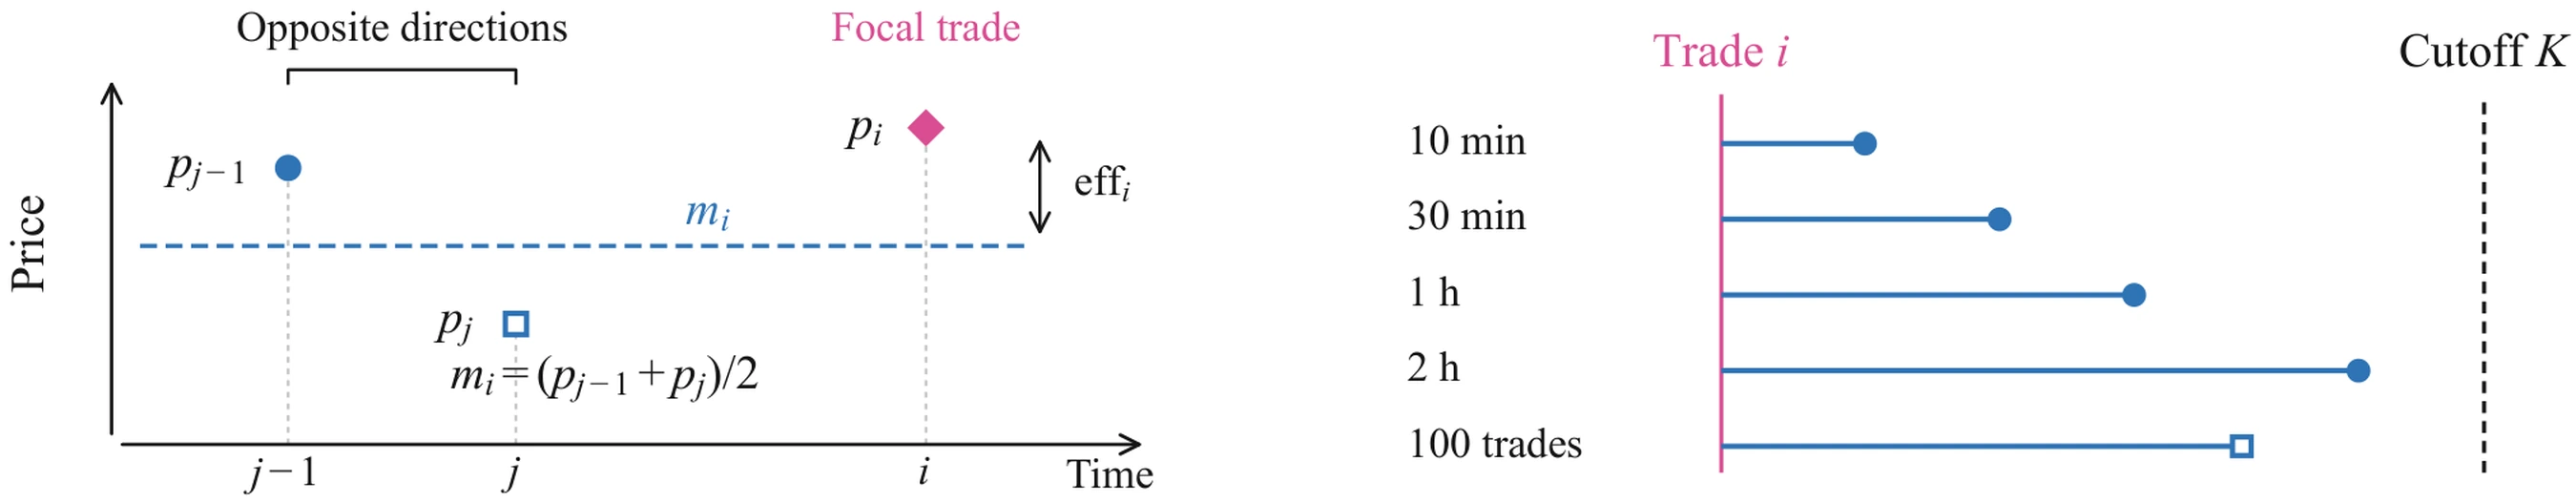 Opposite directions
Focal trade
Price
p_{j−1}
p_i
eff_i
m_i
p_j
m_i = (p_{j−1} + p_j)/2
j−1
j
i
Time
Trade i
Cutoff K
10 min
30 min
1 h
2 h
100 trades